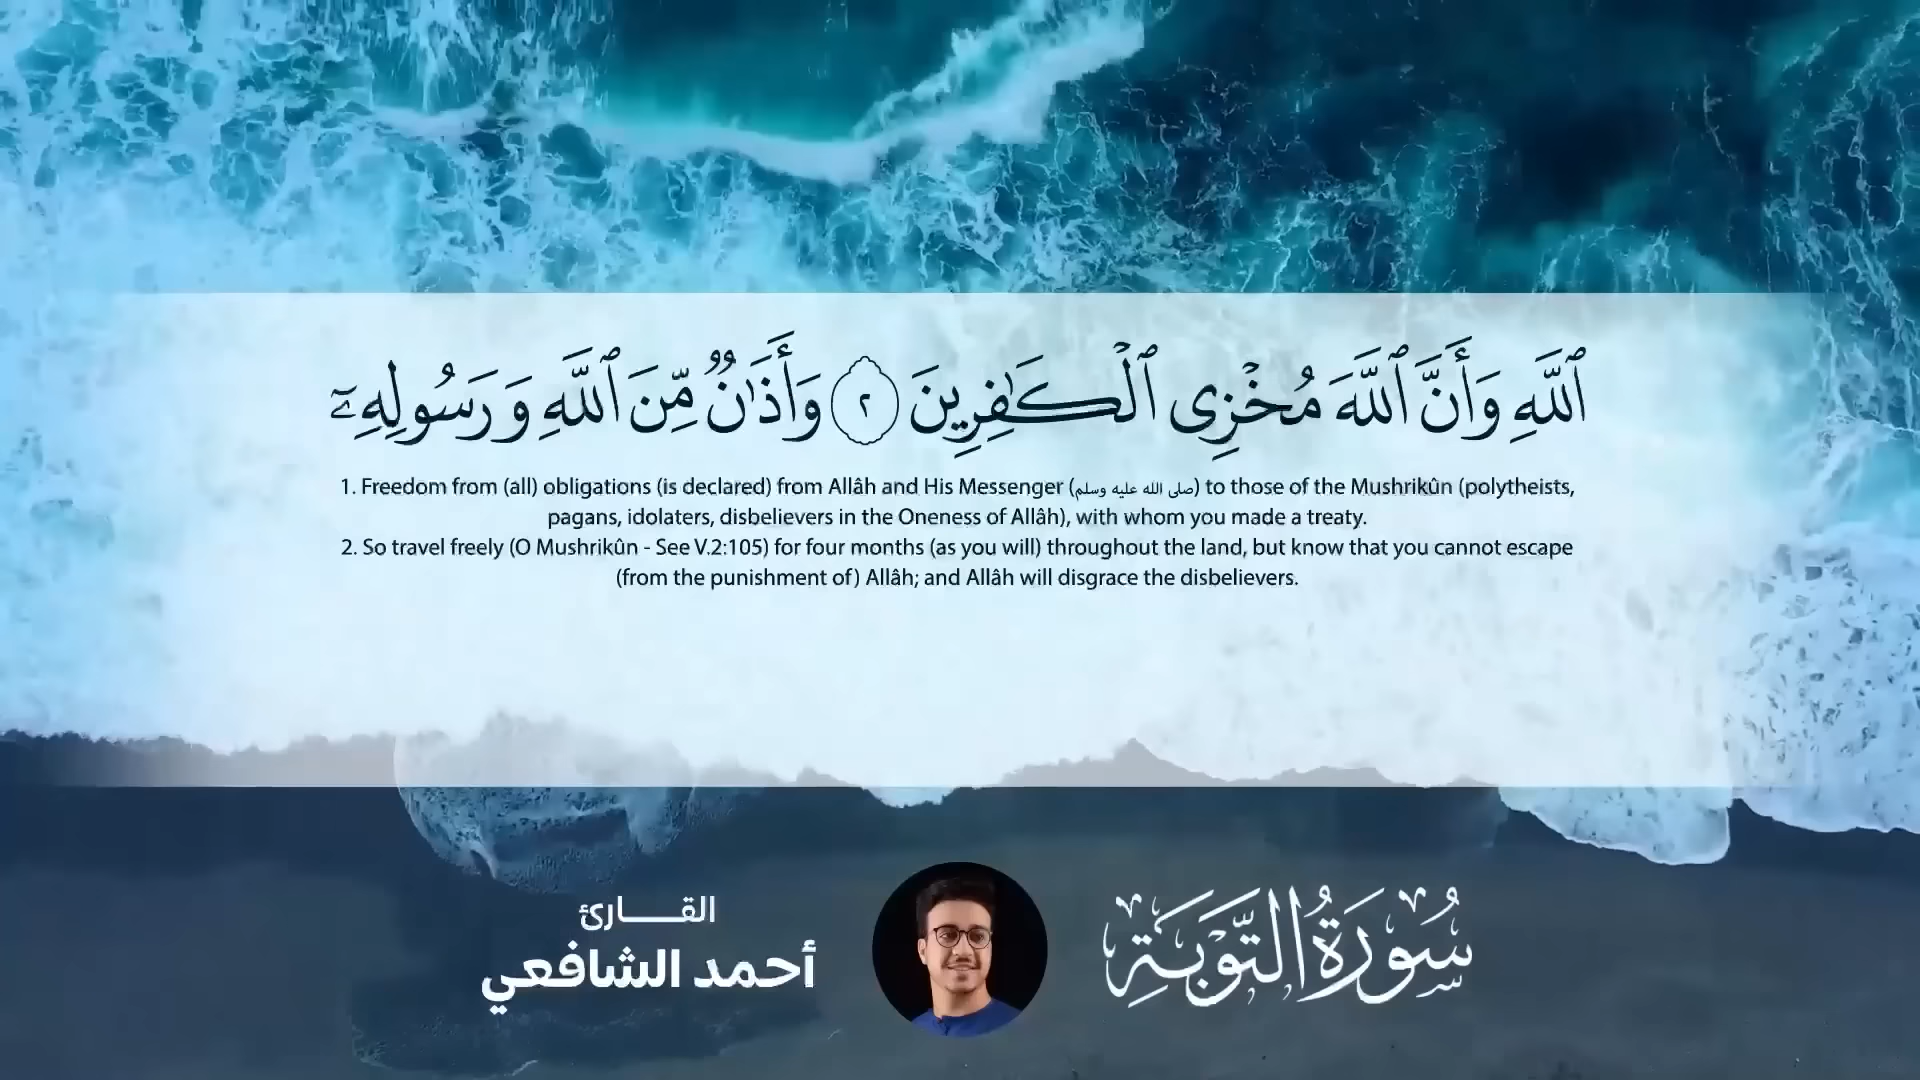 ٱللَّهِ وَأَنَّ ٱللَّهَ مُخْزِى ٱلْكَـٰفِرِينَ ٢ وَأَذَٰنٌ مِّنَ ٱللَّهِ وَرَسُولِهِۦٓ
1. Freedom from (all) obligations (is declared) from Allâh and His Messenger (صلى الله عليه وسلم) to those of the Mushrikûn (polytheists,
pagans, idolaters, disbelievers in the Oneness of Allâh), with whom you made a treaty.
2. So travel freely (O Mushrikûn - See V.2:105) for four months (as you will) throughout the land, but know that you cannot escape
(from the punishment of) Allâh; and Allâh will disgrace the disbelievers.
سُورَةُ التَّوْبَةِ
القـــــارئ
أحمد الشافعي